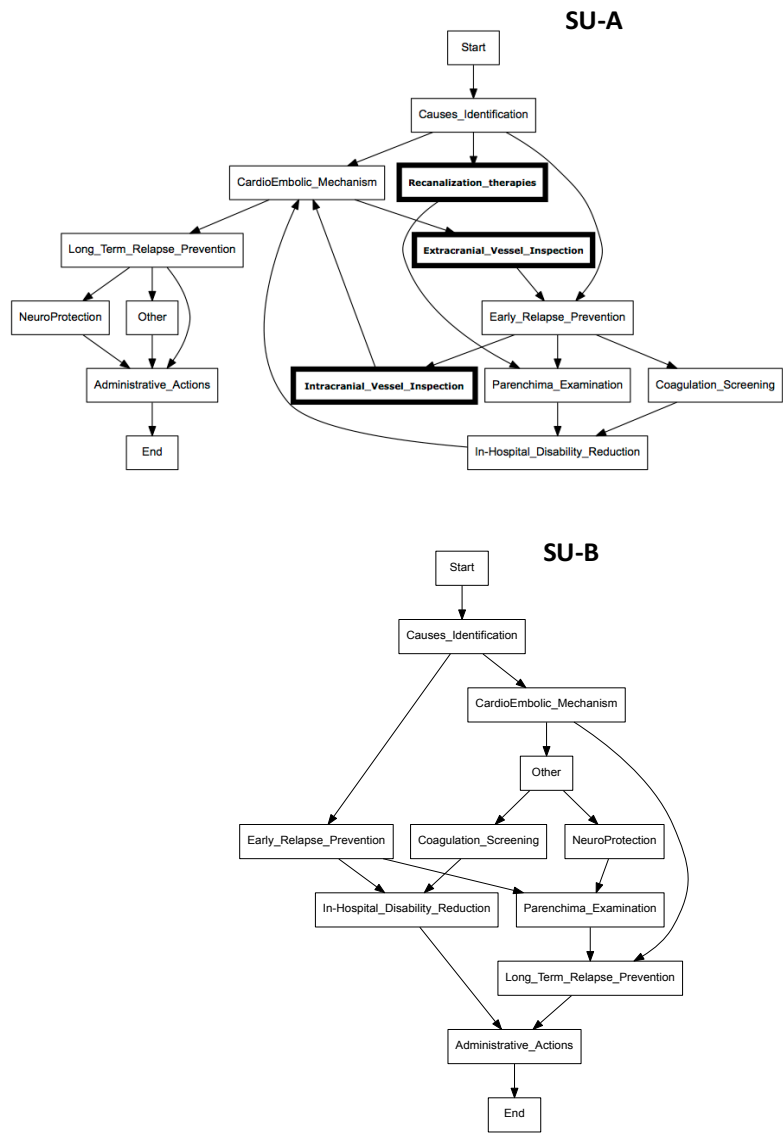 SU-A
Start
Causes_Identification
CardioEmbolic_Mechanism
Recanalization_therapies
Long_Term_Relapse_Prevention
Extracranial_Vessel_Inspection
NeuroProtection
Other
Early_Relapse_Prevention
Administrative_Actions
Intracranial_Vessel_Inspection
Parenchima_Examination
Coagulation_Screening
End
In-Hospital_Disability_Reduction
SU-B
Start
Causes_Identification
CardioEmbolic_Mechanism
Other
Early_Relapse_Prevention
Coagulation_Screening
NeuroProtection
In-Hospital_Disability_Reduction
Parenchima_Examination
Long_Term_Relapse_Prevention
Administrative_Actions
End